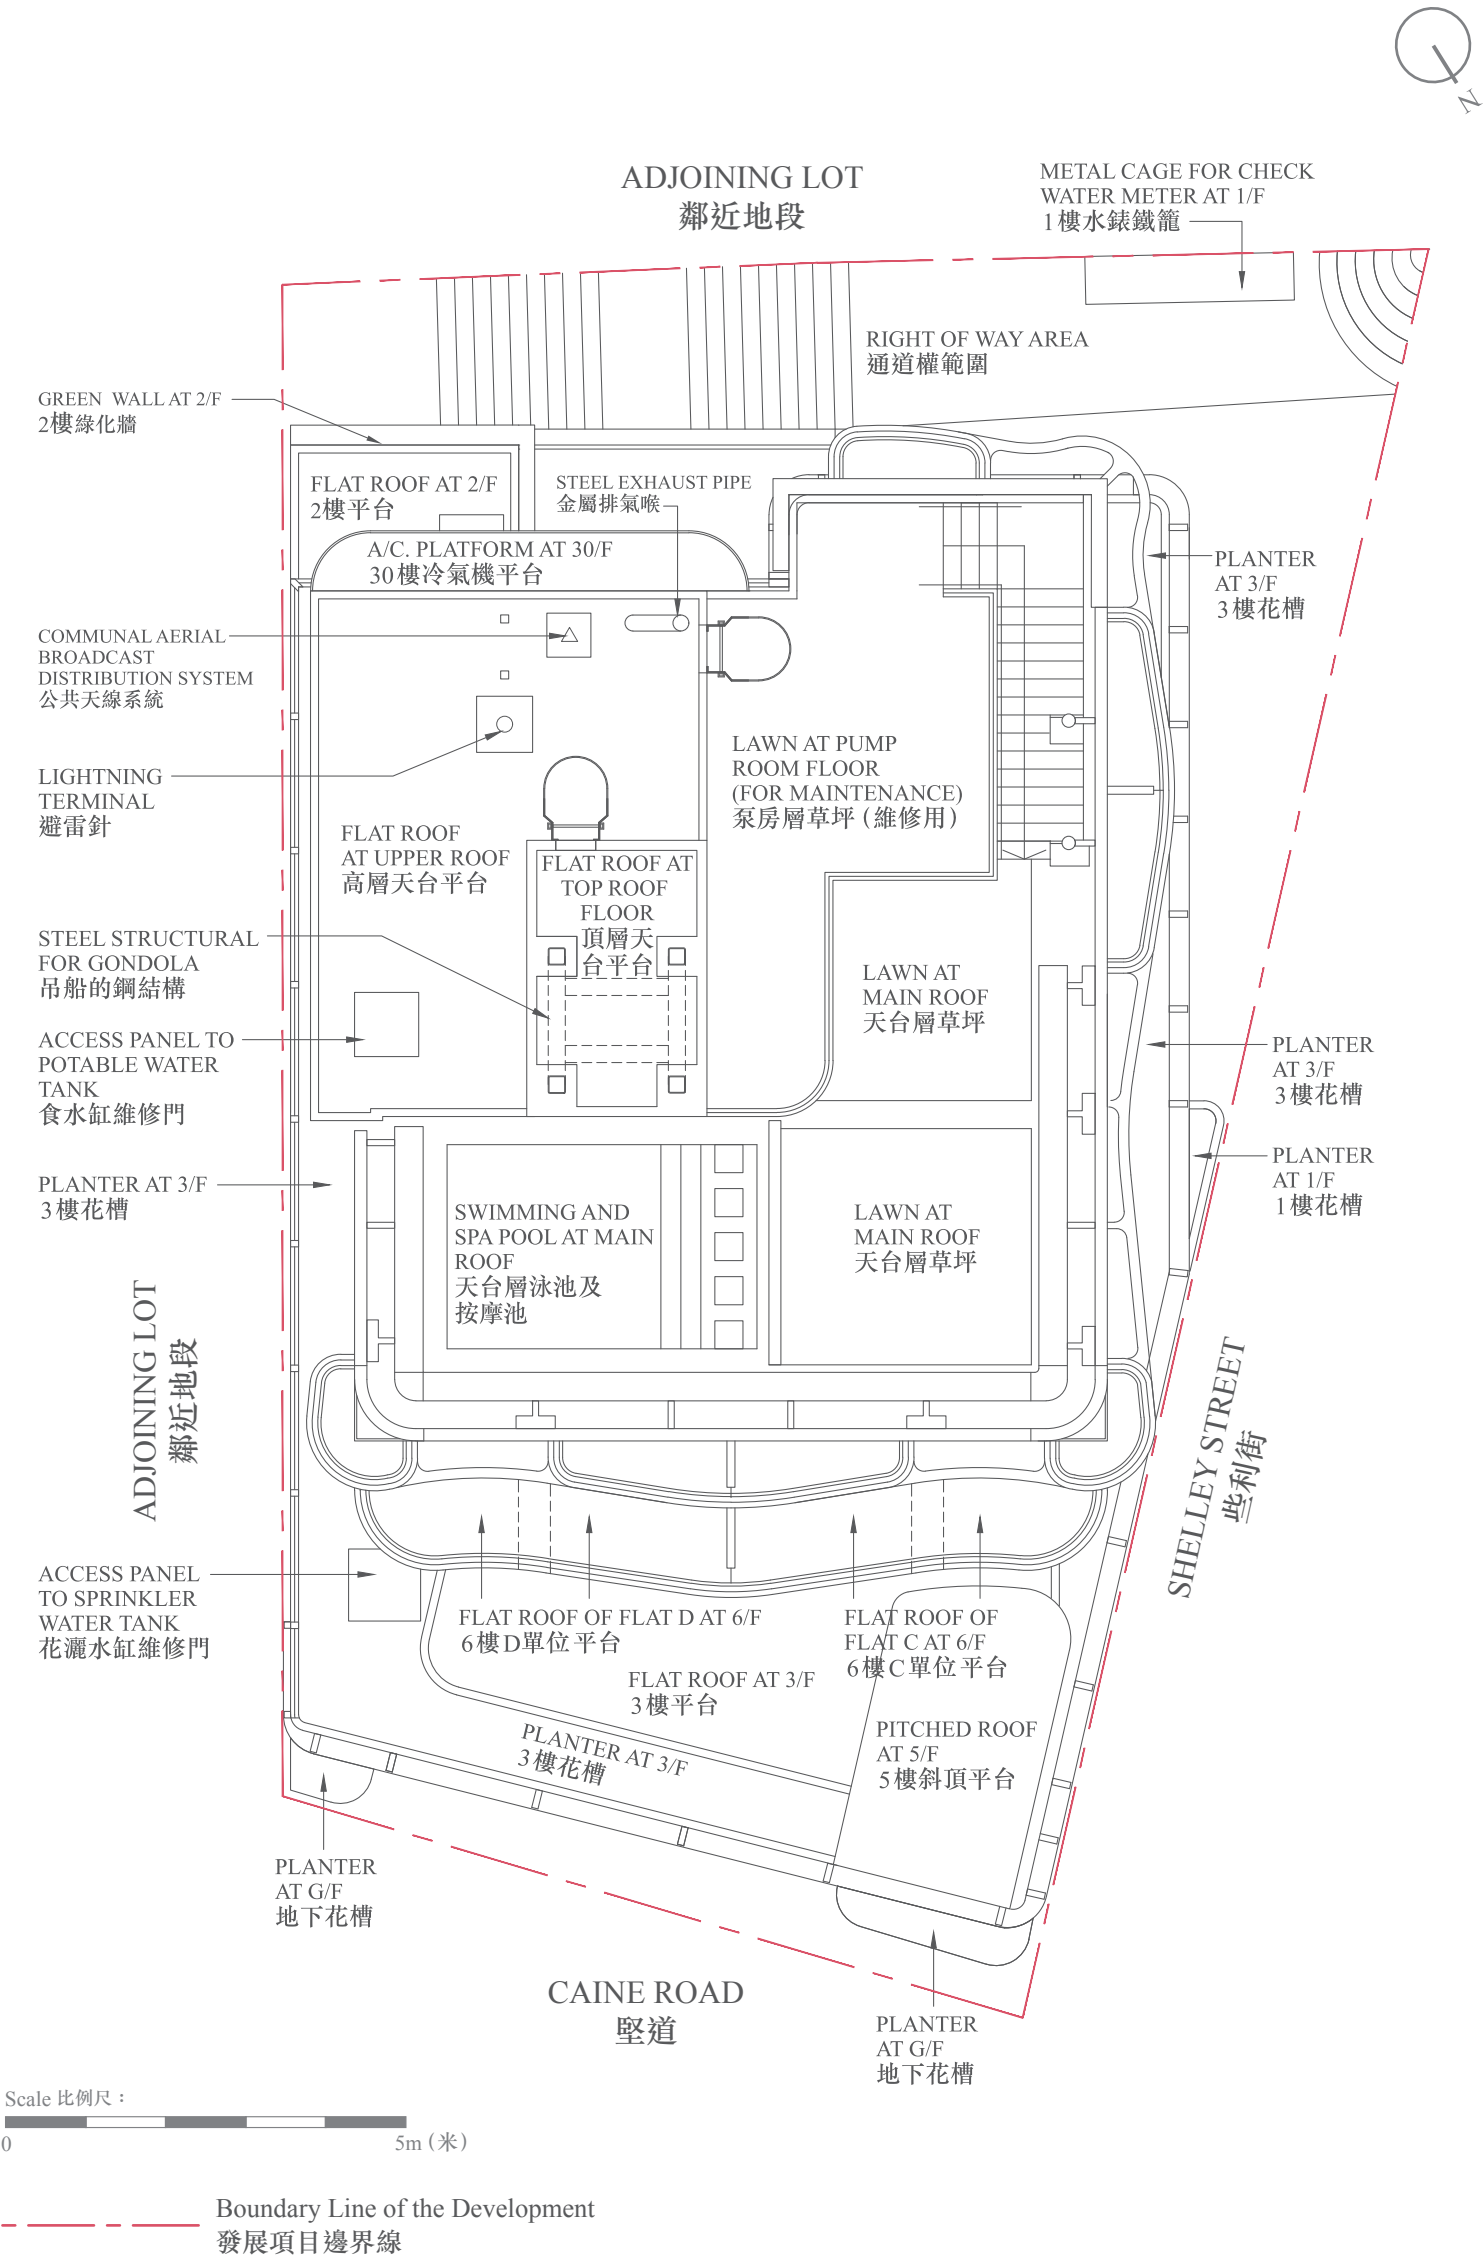 N
ADJOINING LOT
鄰近地段
METAL CAGE FOR CHECK
WATER METER AT 1/F
1樓水錶鐵籠
RIGHT OF WAY AREA
通道權範圍
GREEN WALL AT 2/F
2樓綠化牆
FLAT ROOF AT 2/F
2樓平台
STEEL EXHAUST PIPE
金屬排氣喉
A/C. PLATFORM AT 30/F
30樓冷氣機平台
PLANTER
AT 3/F
3樓花槽
COMMUNAL AERIAL
BROADCAST
DISTRIBUTION SYSTEM
公共天線系統
LIGHTNING
TERMINAL
避雷針
LAWN AT PUMP
ROOM FLOOR
(FOR MAINTENANCE)
泵房層草坪 (維修用)
FLAT ROOF
AT UPPER ROOF
高層天台平台
FLAT ROOF AT
TOP ROOF
FLOOR
頂層天
台平台
STEEL STRUCTURAL
FOR GONDOLA
吊船的鋼結構
LAWN AT
MAIN ROOF
天台層草坪
ACCESS PANEL TO
POTABLE WATER
TANK
食水缸維修門
PLANTER
AT 3/F
3樓花槽
PLANTER
AT 1/F
1樓花槽
PLANTER AT 3/F
3樓花槽
SWIMMING AND
SPA POOL AT MAIN
ROOF
天台層泳池及
按摩池
LAWN AT
MAIN ROOF
天台層草坪
ADJOINING LOT
鄰近地段
SHELLEY STREET
些利街
ACCESS PANEL
TO SPRINKLER
WATER TANK
花灑水缸維修門
FLAT ROOF OF FLAT D AT 6/F
6樓D單位平台
FLAT ROOF OF
FLAT C AT 6/F
6樓C單位平台
FLAT ROOF AT 3/F
3樓平台
PLANTER AT 3/F
3樓花槽
PITCHED ROOF
AT 5/F
5樓斜頂平台
PLANTER
AT G/F
地下花槽
CAINE ROAD
堅道
PLANTER
AT G/F
地下花槽
Scale 比例尺：
0 5m (米)
Boundary Line of the Development
發展項目邊界線